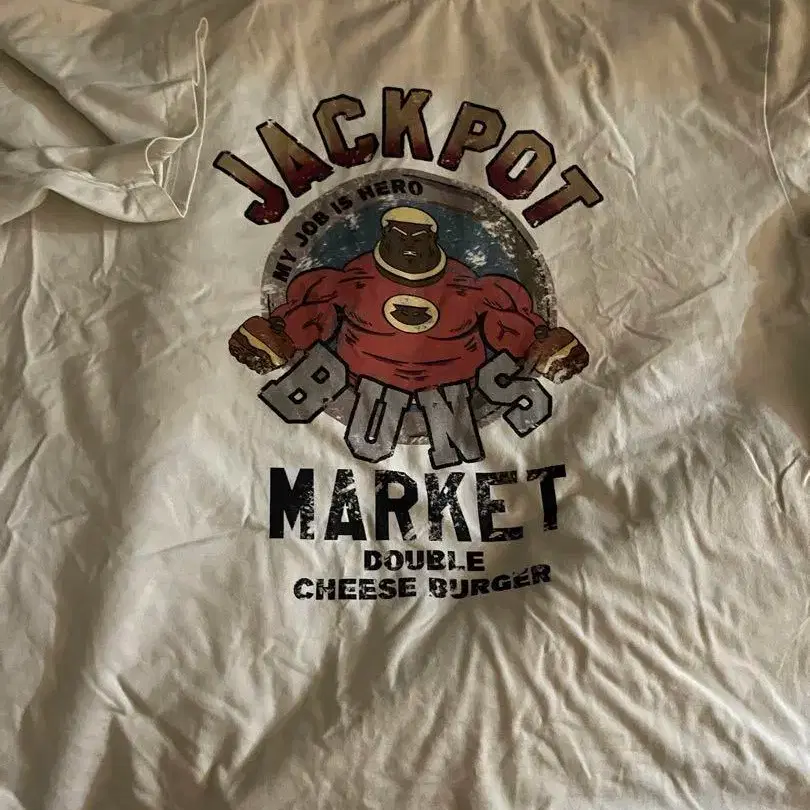 JACKPOT
MY JOB IS HERO
BUNS
MARKET
DOUBLE
CHEESE BURGER